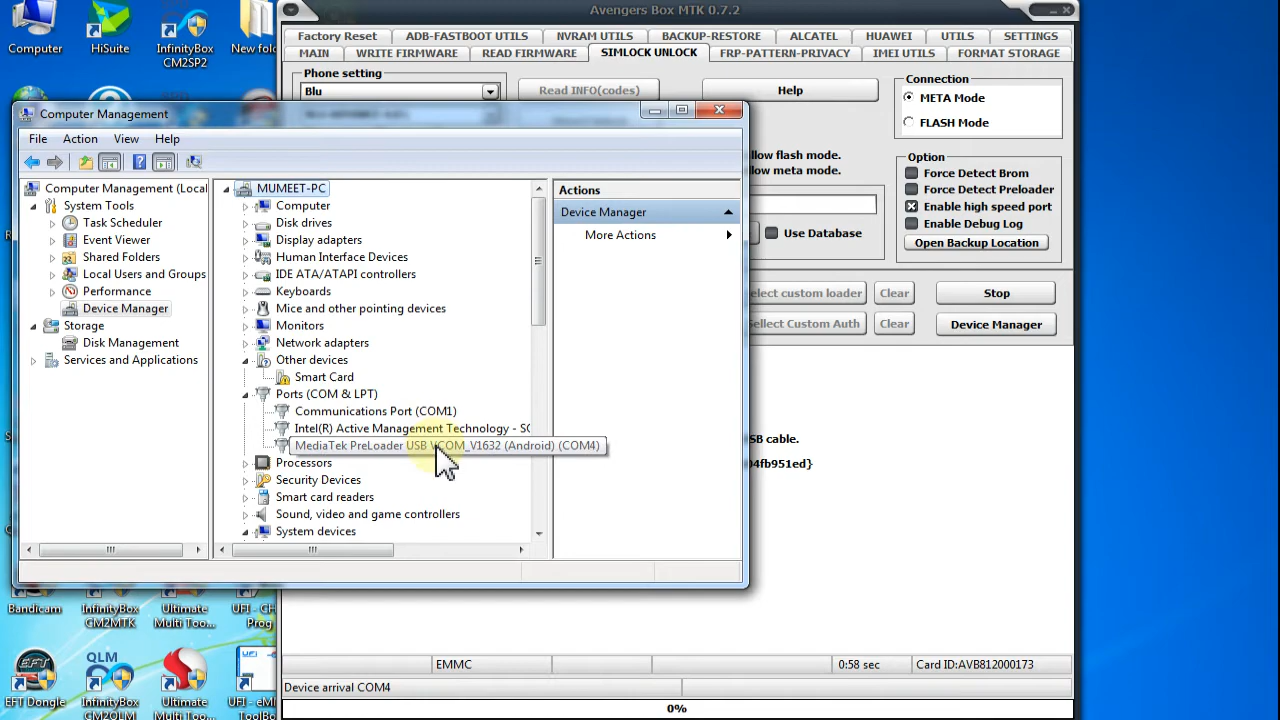 Computer
HiSuite
InfinityBox
CM2SP2
New fol
Avengers Box MTK 0.7.2
Factory Reset
ADB-FASTBOOT UTILS
NVRAM UTILS
BACKUP-RESTORE
ALCATEL
HUAWEI
UTILS
SETTINGS
MAIN
WRITE FIRMWARE
READ FIRMWARE
SIMLOCK UNLOCK
FRP-PATTERN-PRIVACY
IMEI UTILS
FORMAT STORAGE
Phone setting
Blu
Read INFO(codes)
Help
Connection
META Mode
FLASH Mode
llow flash mode.
llow meta mode.
Use Database
Option
Force Detect Brom
Force Detect Preloader
Enable high speed port
Enable Debug Log
Open Backup Location
elect custom loader
Clear
Stop
Sellect Custom Auth
Clear
Device Manager
SB cable.
04fb951ed}
Computer Management
File
Action
View
Help
Computer Management (Local
System Tools
Task Scheduler
Event Viewer
Shared Folders
Local Users and Groups
Performance
Device Manager
Storage
Disk Management
Services and Applications
MUMEET-PC
Computer
Disk drives
Display adapters
Human Interface Devices
IDE ATA/ATAPI controllers
Keyboards
Mice and other pointing devices
Monitors
Network adapters
Other devices
Smart Card
Ports (COM & LPT)
Communications Port (COM1)
Intel(R) Active Management Technology - SO
MediaTek PreLoader USB VCOM_V1632 (Android) (COM4)
Processors
Security Devices
Smart card readers
Sound, video and game controllers
System devices
Actions
Device Manager
More Actions
Bandicam
InfinityBox
CM2MTK
Ultimate
Multi Too...
UFI - CH
Prog
EFT Dongle
QLM
InfinityBox
CM2QLM
Ultimate
Multi Too...
UFI - eMI
ToolBo
EMMC
0:58 sec
Card ID:AVB812000173
Device arrival COM4
0%